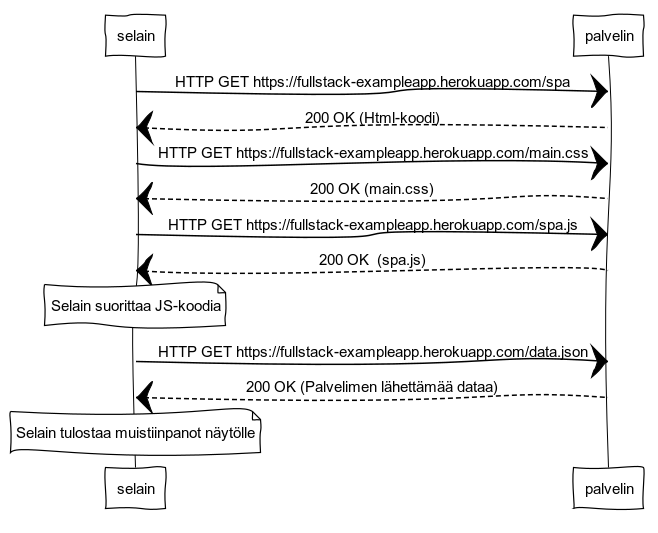 selain
palvelin
HTTP GET https://fullstack-exampleapp.herokuapp.com/spa
200 OK (Html-koodi)
HTTP GET https://fullstack-exampleapp.herokuapp.com/main.css
200 OK (main.css)
HTTP GET https://fullstack-exampleapp.herokuapp.com/spa.js
200 OK  (spa.js)
Selain suorittaa JS-koodia
HTTP GET https://fullstack-exampleapp.herokuapp.com/data.json
200 OK (Palvelimen lähettämää dataa)
Selain tulostaa muistiinpanot näytölle
selain
palvelin